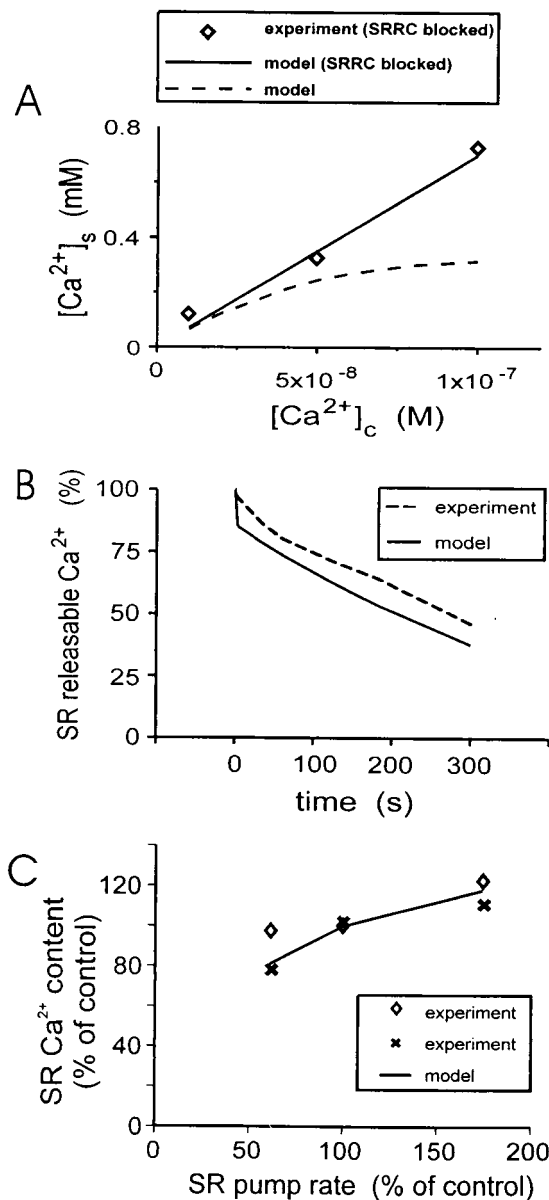 experiment (SRRC blocked)
model (SRRC blocked)
model
A
[Ca²⁺]ₛ (mM)
0.8
0.4
0
0
5x10⁻⁸
1x10⁻⁷
[Ca²⁺]c (M)
B
SR releasable Ca²⁺ (%)
100
75
50
25
0
experiment
model
0
100
200
300
time (s)
C
SR Ca²⁺ content
(% of control)
120
80
40
0
experiment
experiment
model
0
50
100
150
200
SR pump rate (% of control)